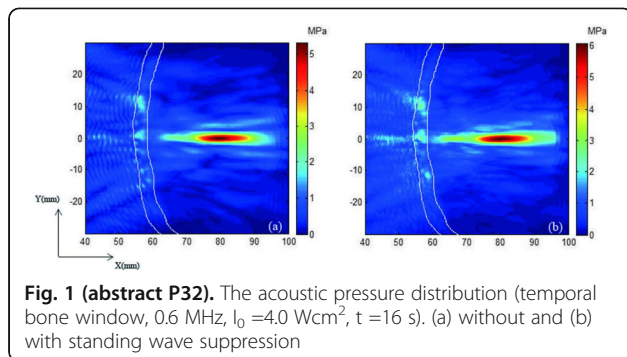 MPa
MPa
5
4
3
2
1
0
6
5
4
3
2
1
0
20
10
0
-10
-20
20
10
0
-10
-20
Y(mm)
X(mm)
(a)
(b)
40 50 60 70 80 90 100
40 50 60 70 80 90 100
Fig. 1 (abstract P32). The acoustic pressure distribution (temporal
bone window, 0.6 MHz, I₀ =4.0 Wcm², t =16 s). (a) without and (b)
with standing wave suppression